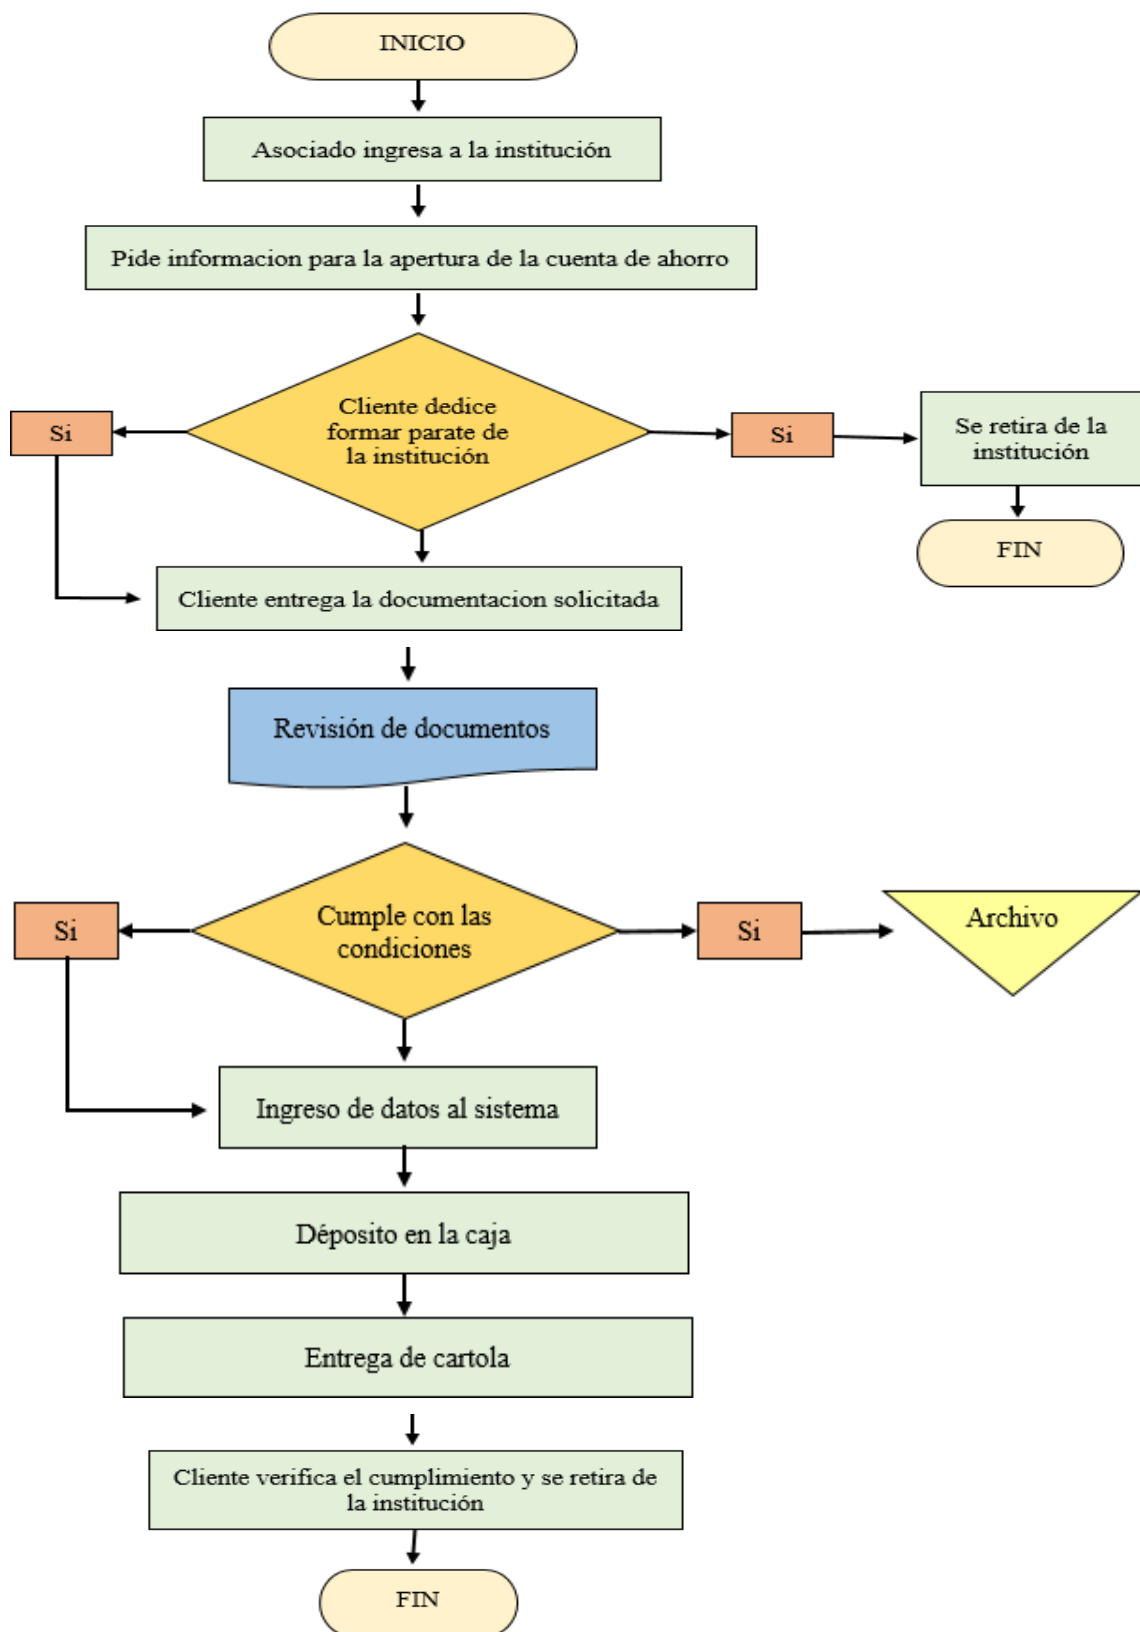 INICIO
Asociado ingresa a la institución
Pide informacion para la apertura de la cuenta de ahorro
Cliente dedice
formar parate de
la institución
Si
Si
Se retira de la
institución
FIN
Cliente entrega la documentacion solicitada
Revisión de documentos
Cumple con las
condiciones
Si
Si
Archivo
Ingreso de datos al sistema
Déposito en la caja
Entrega de cartola
Cliente verifica el cumplimiento y se retira de
la institución
FIN